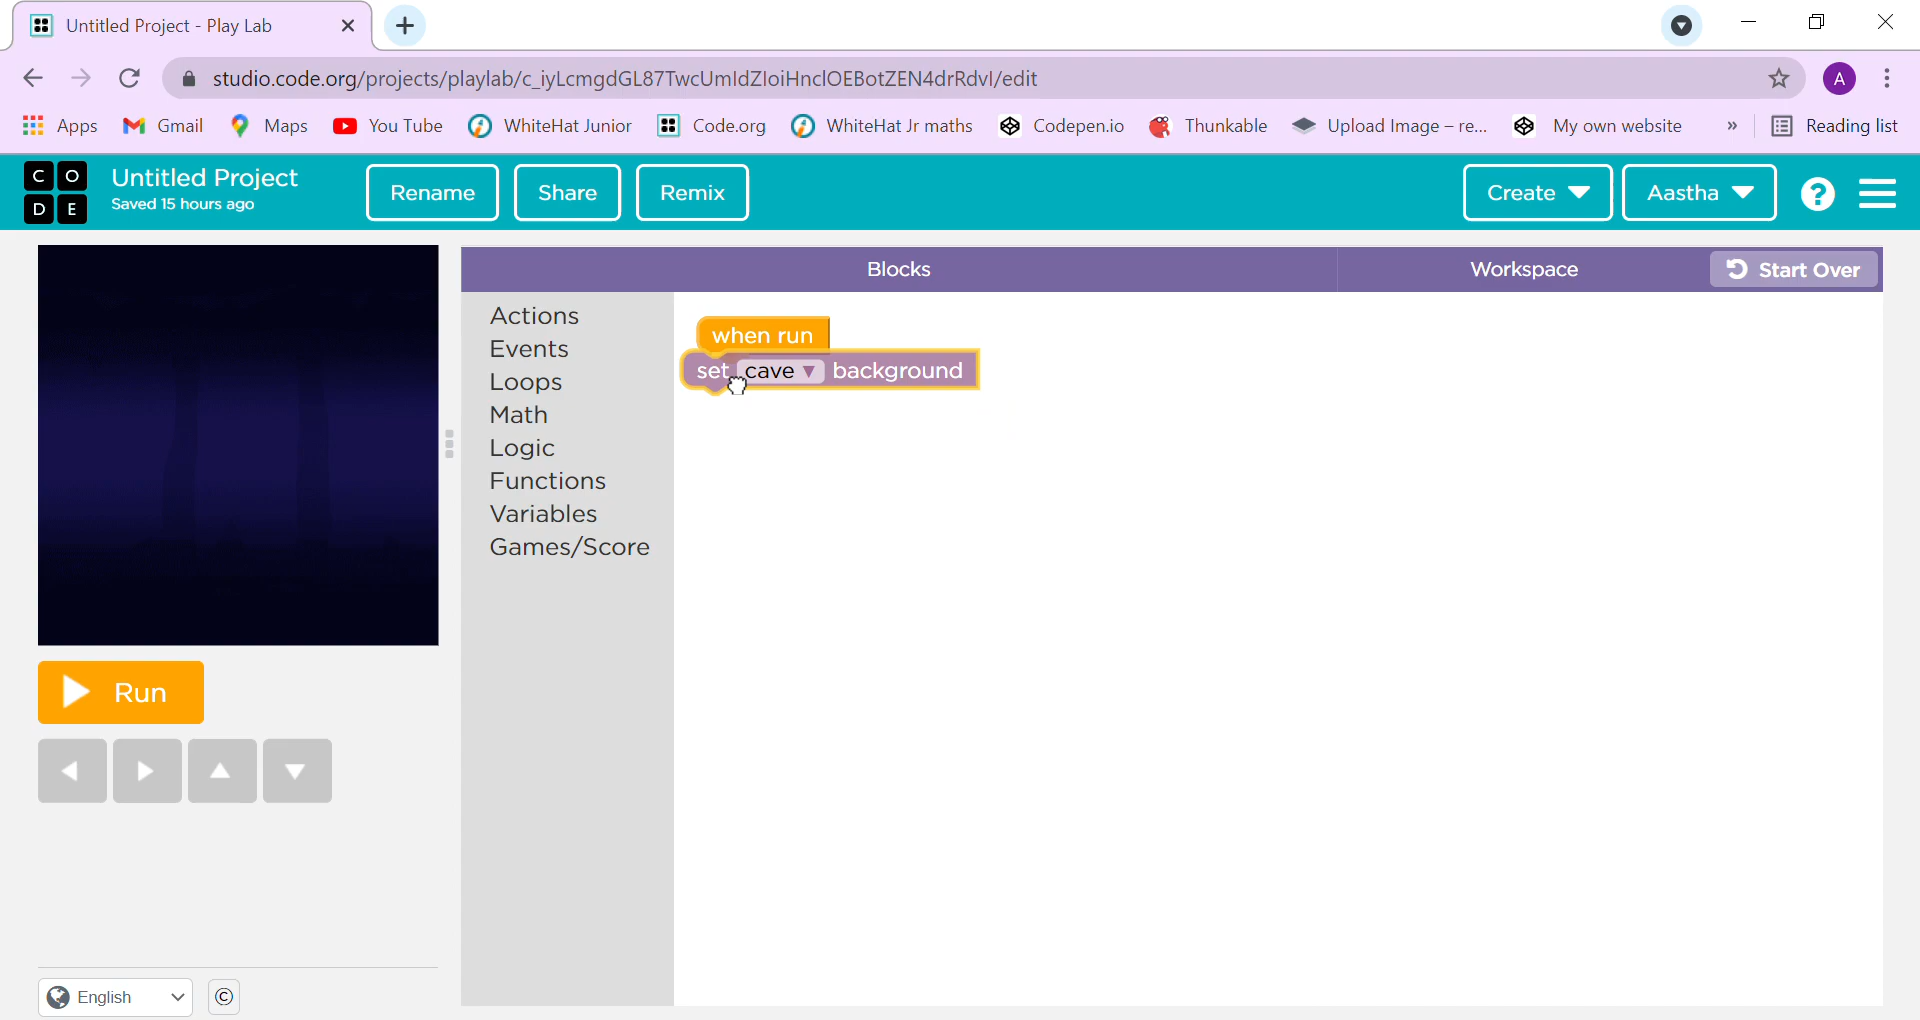 Untitled Project - Play Lab
studio.code.org/projects/playlab/c_iyLcmgdGL87TwcUmIdZIoiHnclOEBotZEN4drRdvI/edit
A
Apps Gmail Maps You Tube WhiteHat Junior Code.org WhiteHat Jr maths Codepen.io Thunkable Upload Image – re... My own website » Reading list
CODE
Untitled Project
Saved 15 hours ago
Rename Share Remix Create Aastha ?
Blocks Workspace Start Over
Actions
Events
Loops
Math
Logic
Functions
Variables
Games/Score
when run
set cave background
Run
English ©